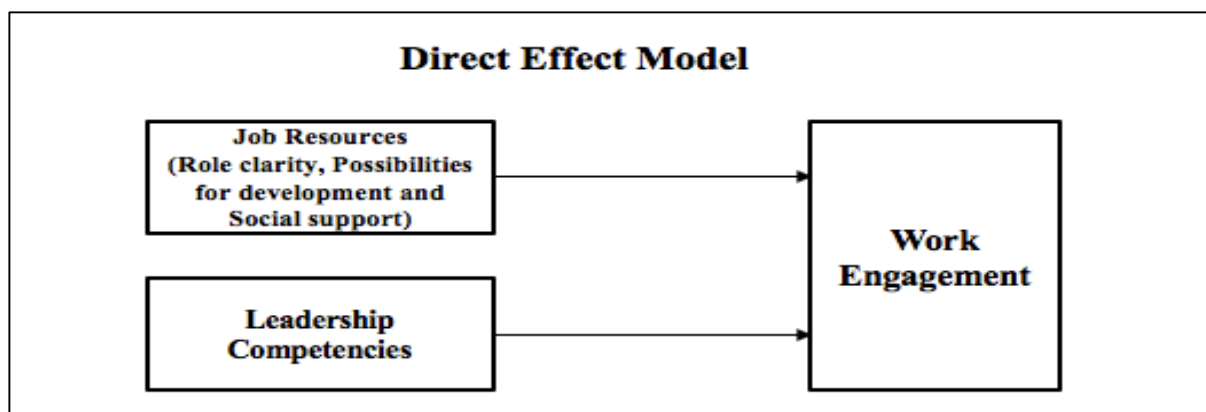 Direct Effect Model
Job Resources
(Role clarity, Possibilities
for development and
Social support)
Work
Engagement
Leadership
Competencies